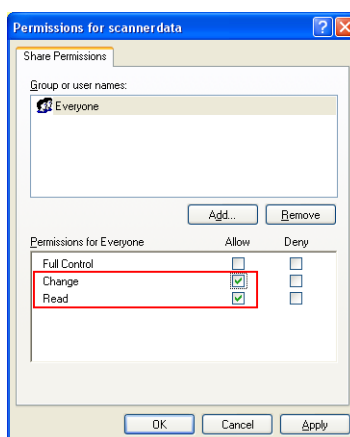 Permissions for scannerdata
Share Permissions
Group or user names:
Everyone
Add... Remove
Permissions for Everyone Allow Deny
Full Control
Change
Read
OK Cancel Apply